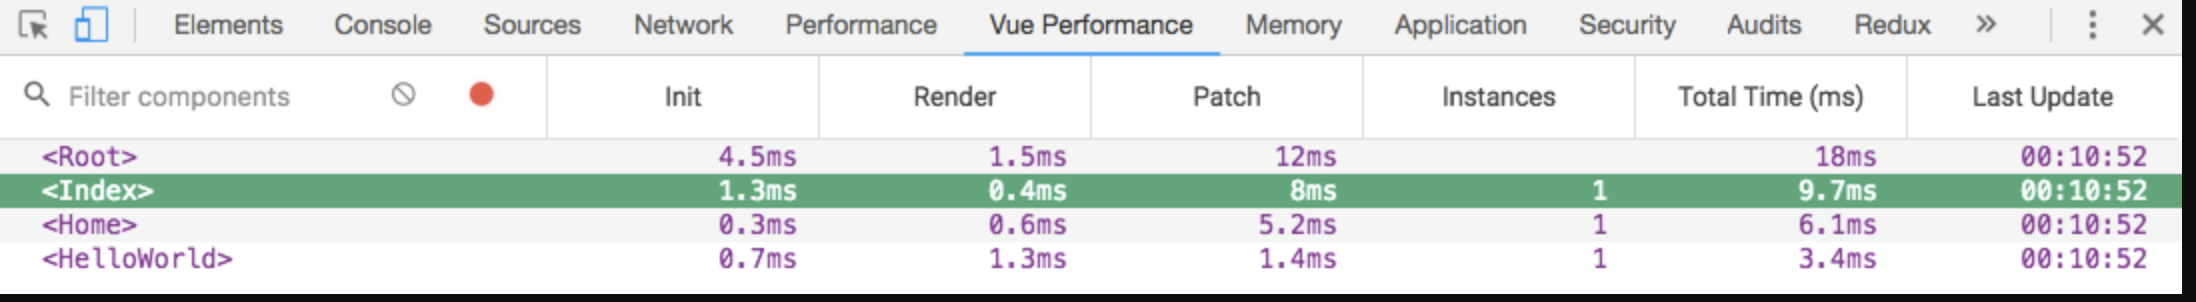 Elements Console Sources Network Performance Vue Performance Memory Application Security Audits Redux »
Filter components Init Render Patch Instances Total Time (ms) Last Update
<Root> 4.5ms 1.5ms 12ms 18ms 00:10:52
<Index> 1.3ms 0.4ms 8ms 1 9.7ms 00:10:52
<Home> 0.3ms 0.6ms 5.2ms 1 6.1ms 00:10:52
<HelloWorld> 0.7ms 1.3ms 1.4ms 1 3.4ms 00:10:52